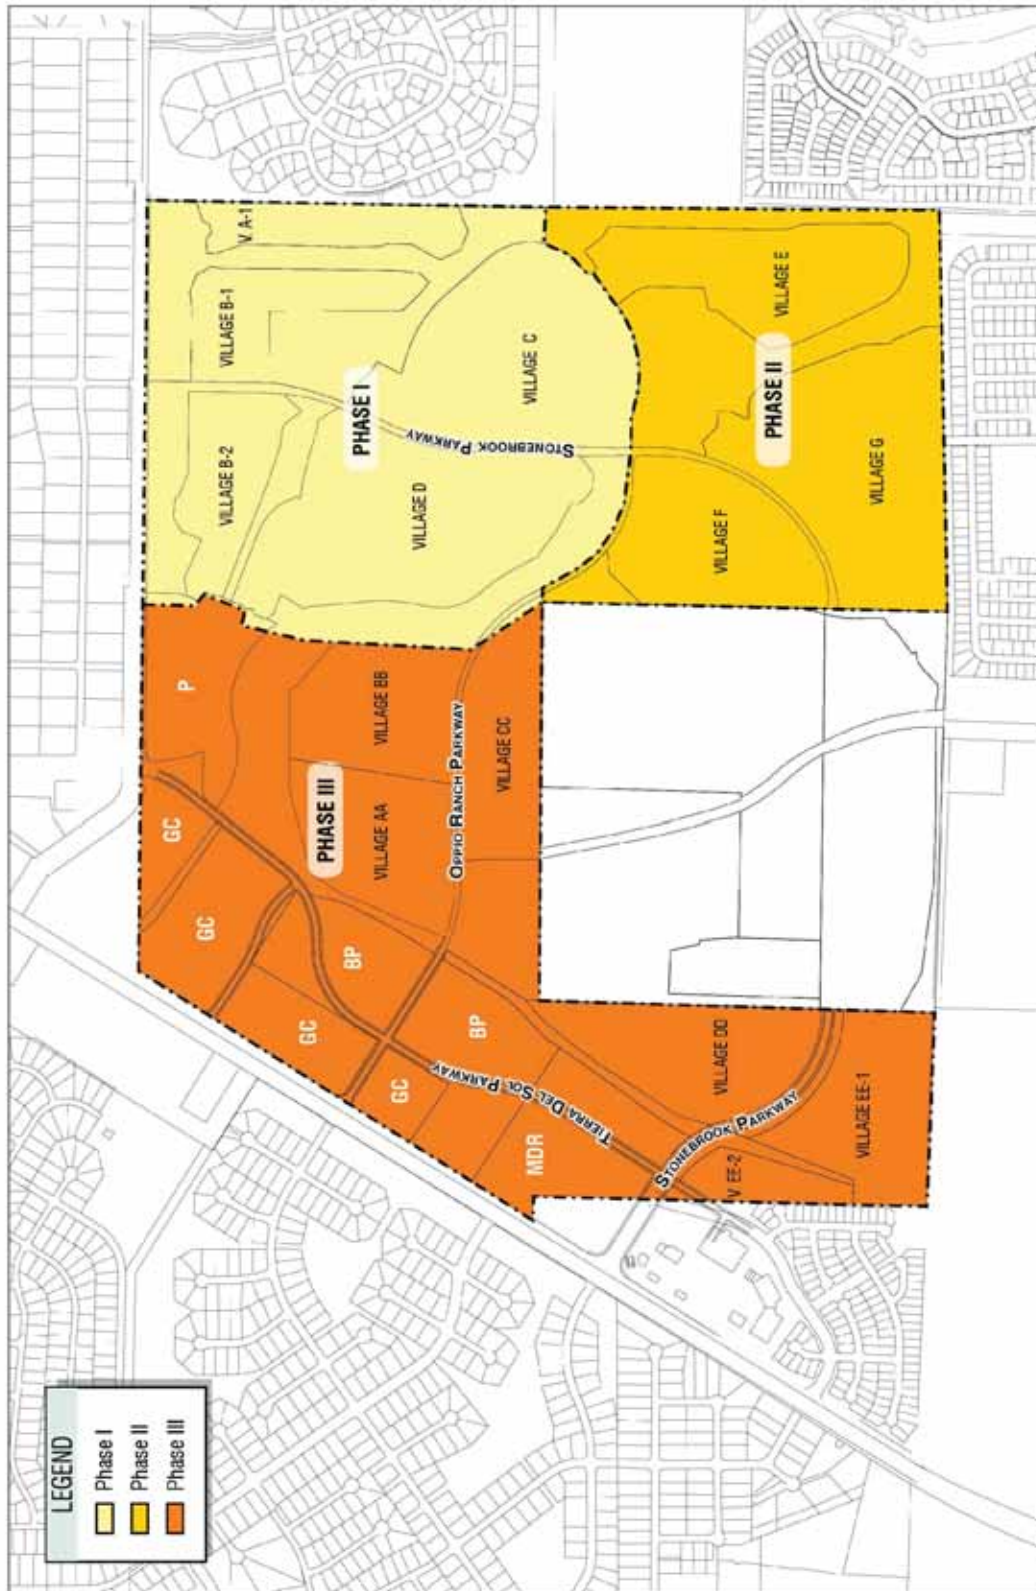 LEGEND
Phase I
Phase II
Phase III
V. A-1
VILLAGE B-1
VILLAGE B-2
PHASE I
VILLAGE C
STONEBROOK PARKWAY
VILLAGE D
VILLAGE E
PHASE II
VILLAGE F
VILLAGE G
P
GC
VILLAGE BB
PHASE III
VILLAGE AA
OPPIO RANCH PARKWAY
VILLAGE CC
GC
BP
GC
BP
GC
TIERRA DEL SOL PARKWAY
MDR
VILLAGE DD
STONEBROOK PARKWAY
V EE-2
VILLAGE EE-1